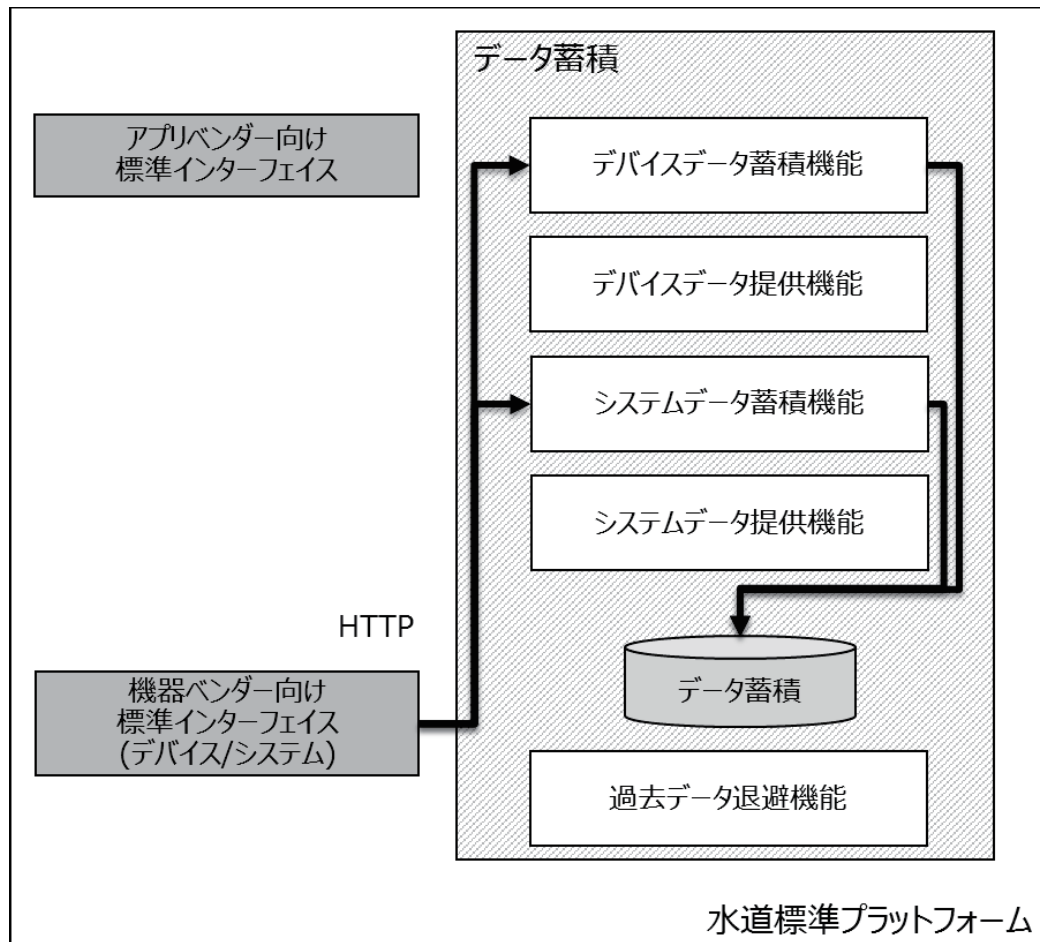 データ蓄積
アプリベンダー向け
標準インターフェイス
デバイスデータ蓄積機能
デバイスデータ提供機能
システムデータ蓄積機能
システムデータ提供機能
HTTP
機器ベンダー向け
標準インターフェイス
(デバイス/システム)
データ蓄積
過去データ退避機能
水道標準プラットフォーム